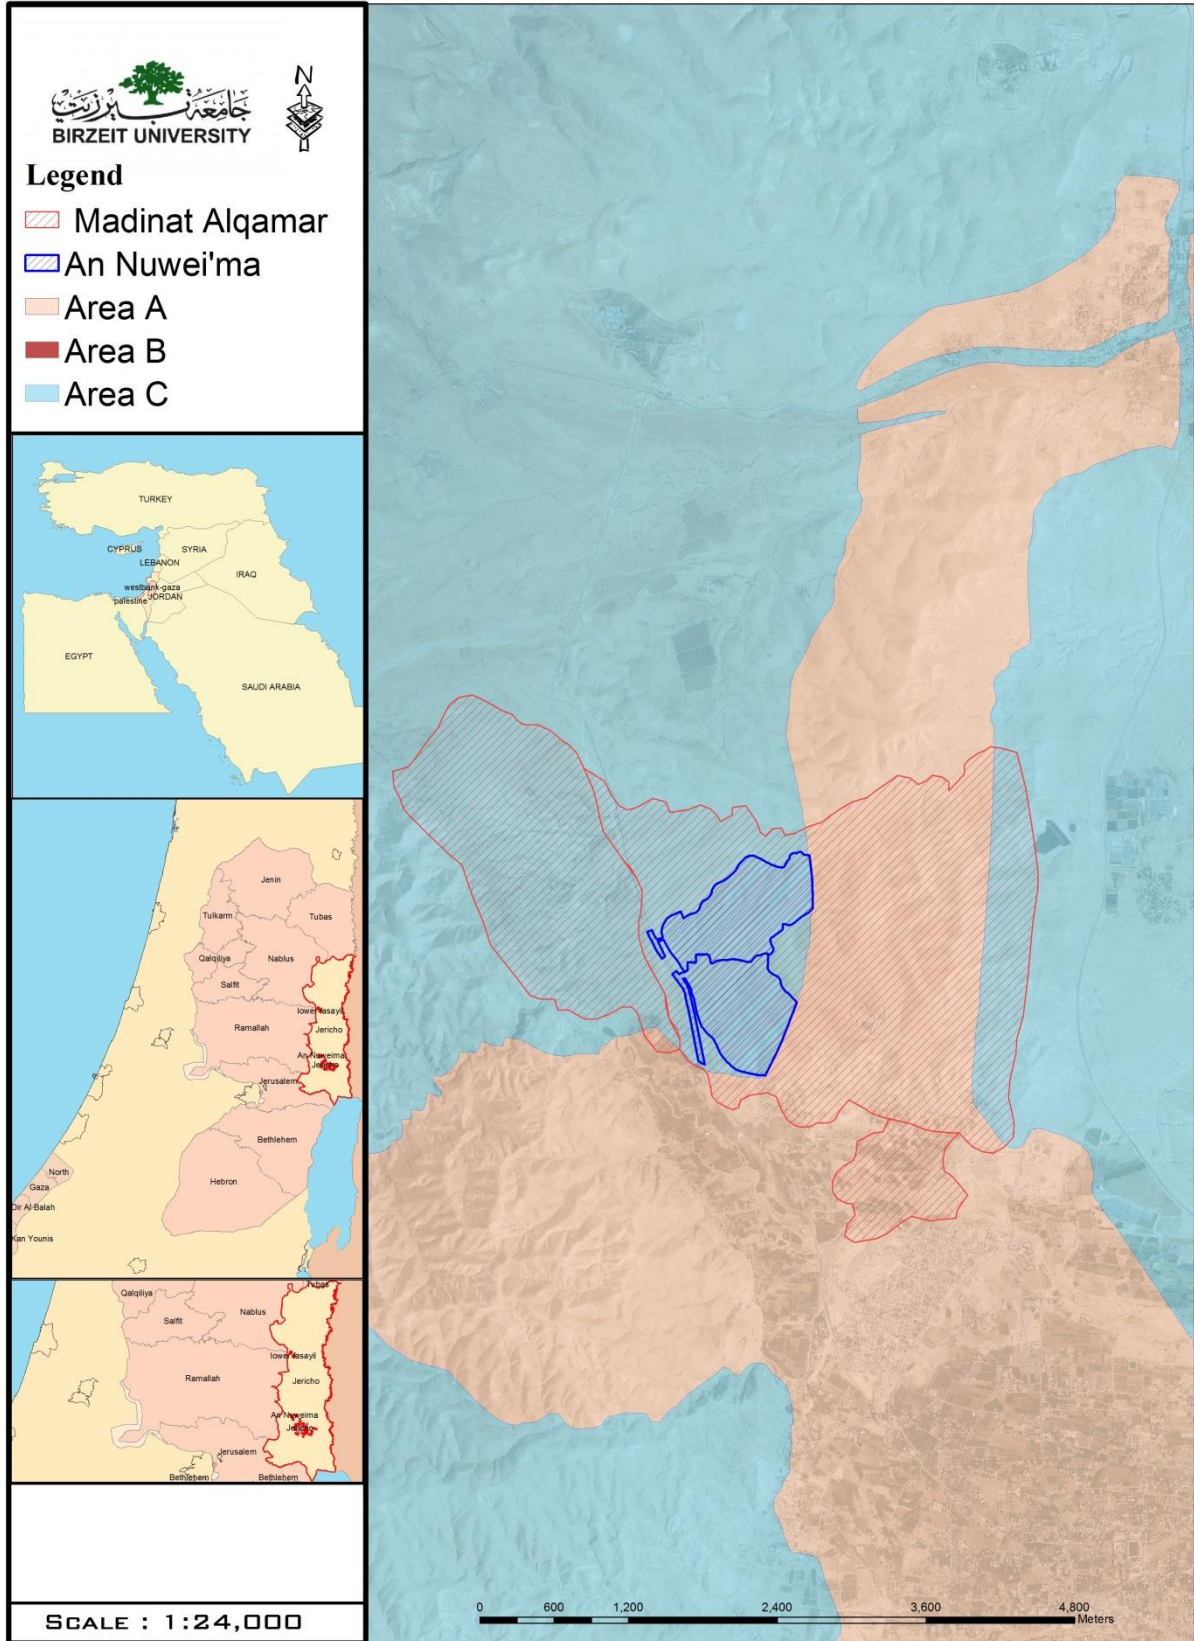 جامعة بيرزيت
BIRZEIT UNIVERSITY
N
Legend
Madinat Alqamar
An Nuwei'ma
Area A
Area B
Area C
TURKEY
CYPRUS
SYRIA
LEBANON
IRAQ
westbank-gaza
palestine
JORDAN
EGYPT
SAUDI ARABIA
Jenin
Tulkarm
Tubas
Qalqiliya
Nablus
Salfit
lower fasayil
Ramallah
Jericho
An Nuweima
Jericho
Jerusalem
Bethlehem
North
Hebron
Gaza
Dir Al-Balah
Kan Younis
Tubas
Qalqiliya
Nablus
Salfit
lower fasayil
Ramallah
Jericho
An Nuweima
Jericho
Jerusalem
Bethlehem
Bethlehem
SCALE : 1:24,000
0 600 1,200 2,400 3,600 4,800
Meters